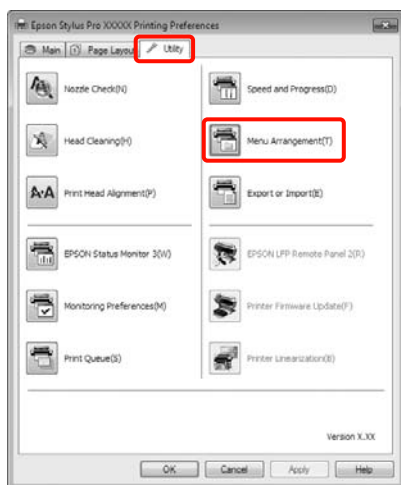 Epson Stylus Pro XXXXX Printing Preferences
Main Page Layout Utility
Nozzle Check(N)
Speed and Progress(D)
Head Cleaning(H)
Menu Arrangement(T)
Print Head Alignment(P)
Export or Import(E)
EPSON Status Monitor 3(W)
EPSON LFP Remote Panel 2(R)
Monitoring Preferences(M)
Printer Firmware Update(F)
Print Queue(S)
Printer Linearization(B)
Version X.XX
OK Cancel Apply Help